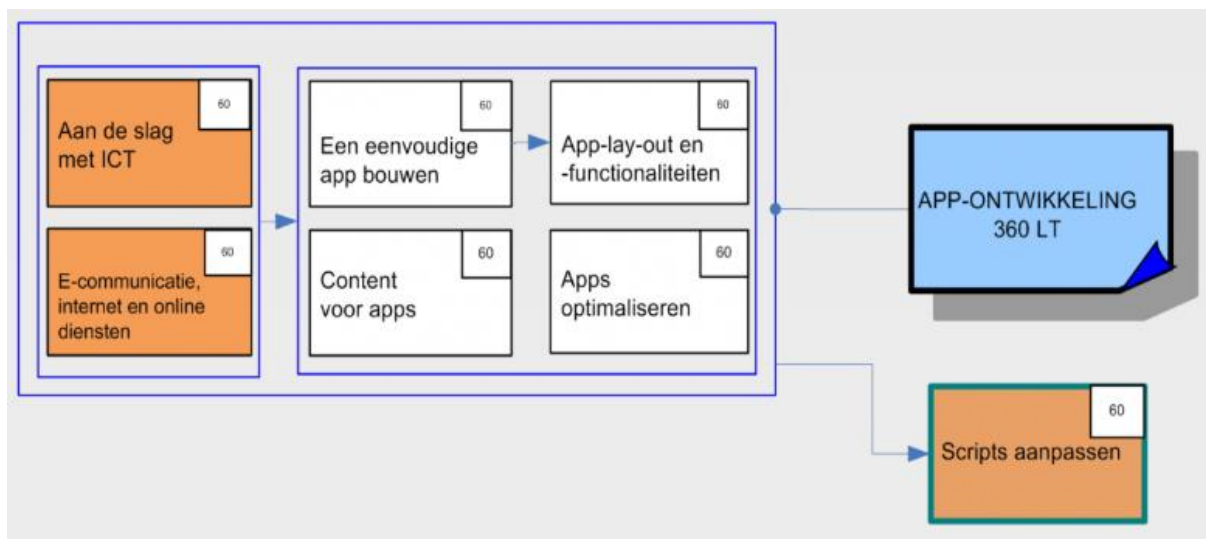 60
Aan de slag
met ICT
60
E-communicatie,
internet en online
diensten
60
Een eenvoudige
app bouwen
60
App-lay-out en
-functionaliteiten
60
Content
voor apps
60
Apps
optimaliseren
APP-ONTWIKKELING
360 LT
60
Scripts aanpassen